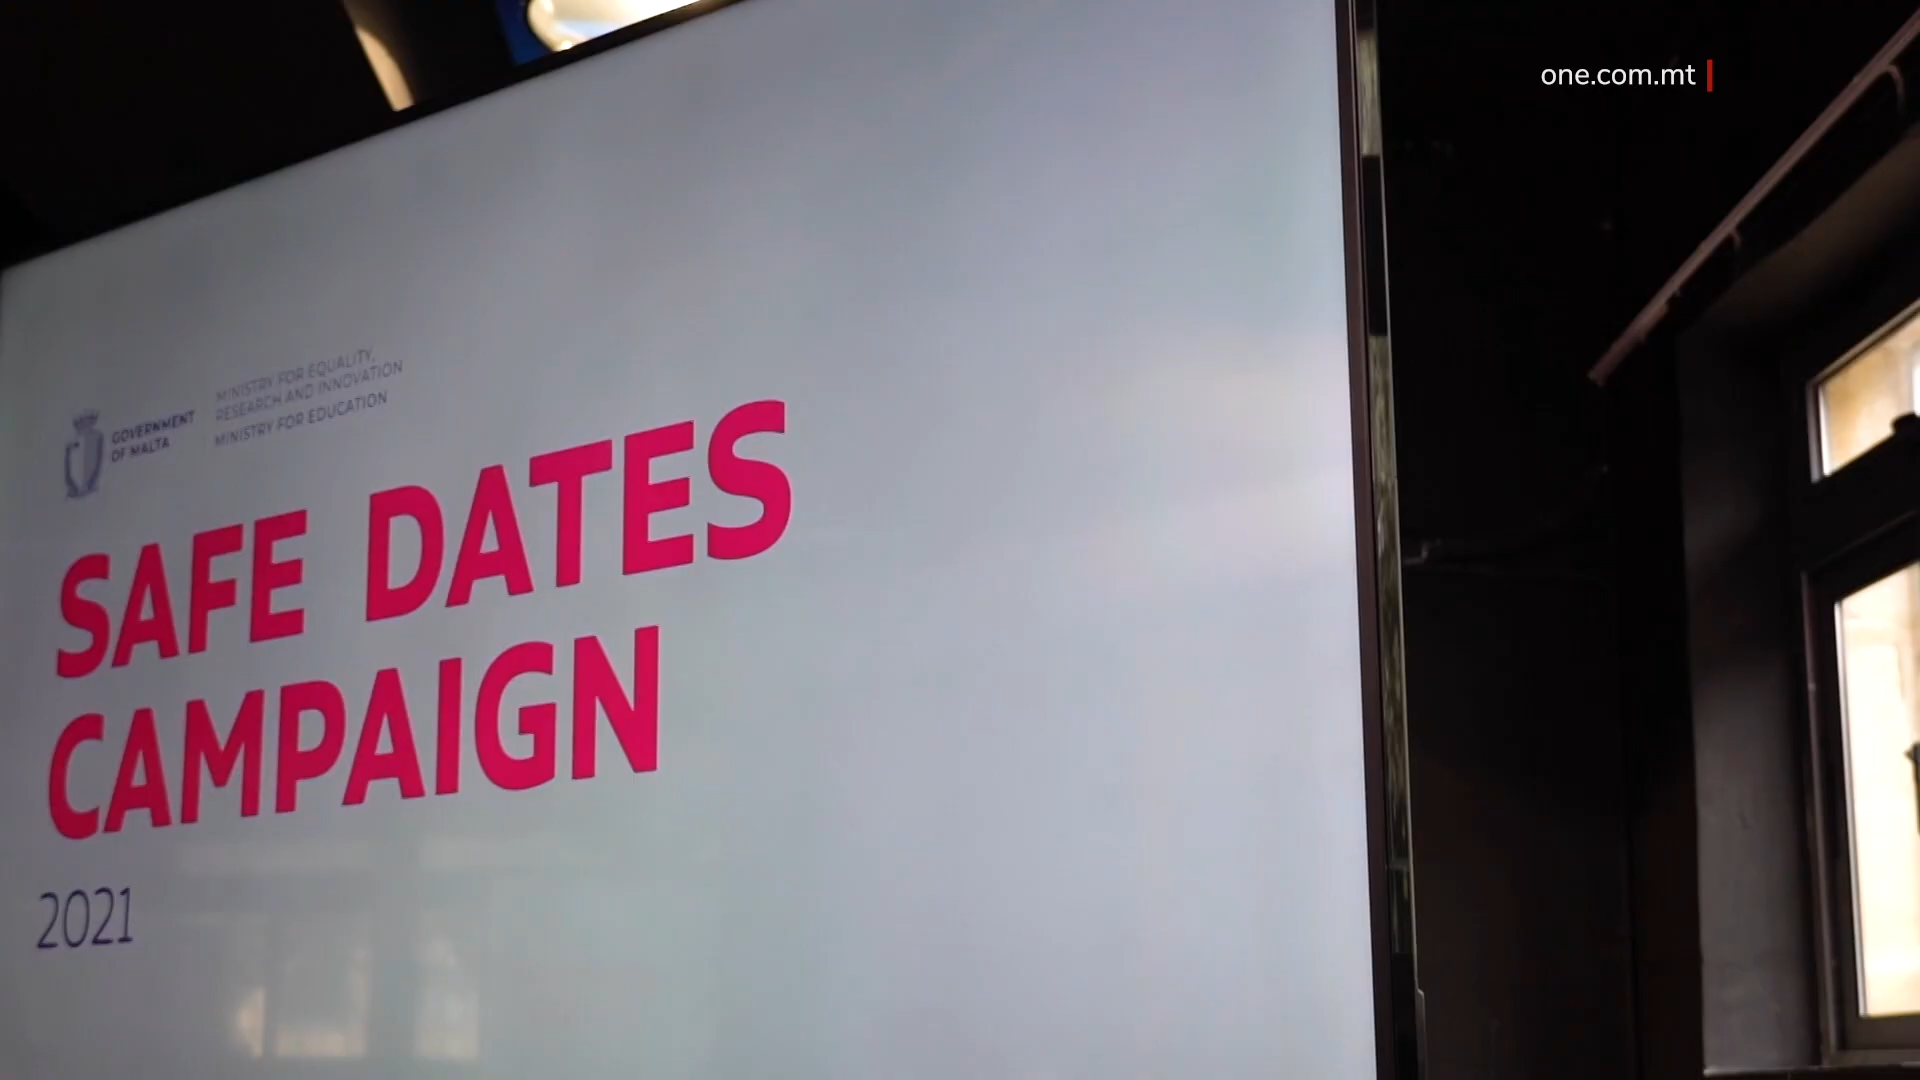 one.com.mt
GOVERNMENT
OF MALTA
MINISTRY FOR EQUALITY,
RESEARCH AND INNOVATION
MINISTRY FOR EDUCATION
SAFE DATES
CAMPAIGN
2021